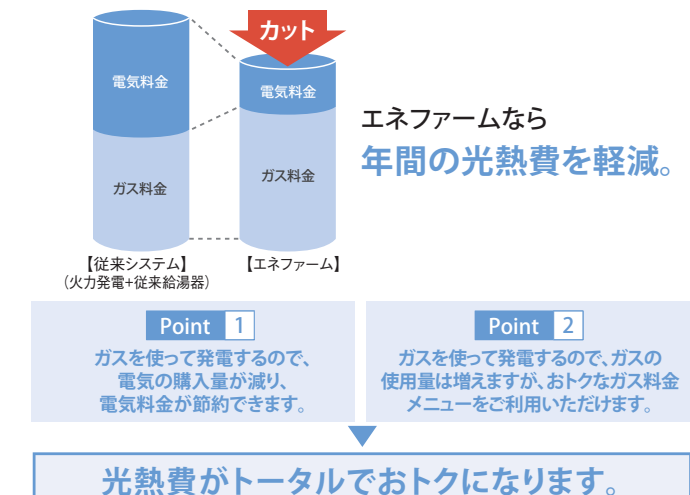 カット
電気料金
電気料金
ガス料金
ガス料金
エネファームなら
年間の光熱費を軽減。
【従来システム】
（火力発電+従来給湯器）
【エネファーム】
Point 1
ガスを使って発電するので、
電気の購入量が減り、
電気料金が節約できます。
Point 2
ガスを使って発電するので、ガスの
使用量は増えますが、おトクなガス料金
メニューをご利用いただけます。
光熱費がトータルでおトクになります。